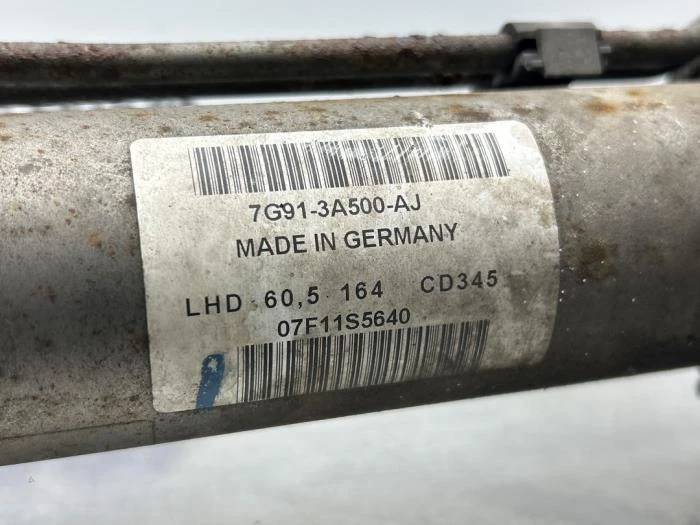 7G91-3A500-AJ
MADE IN GERMANY
LHD 60,5 164 CD345
07F11S5640